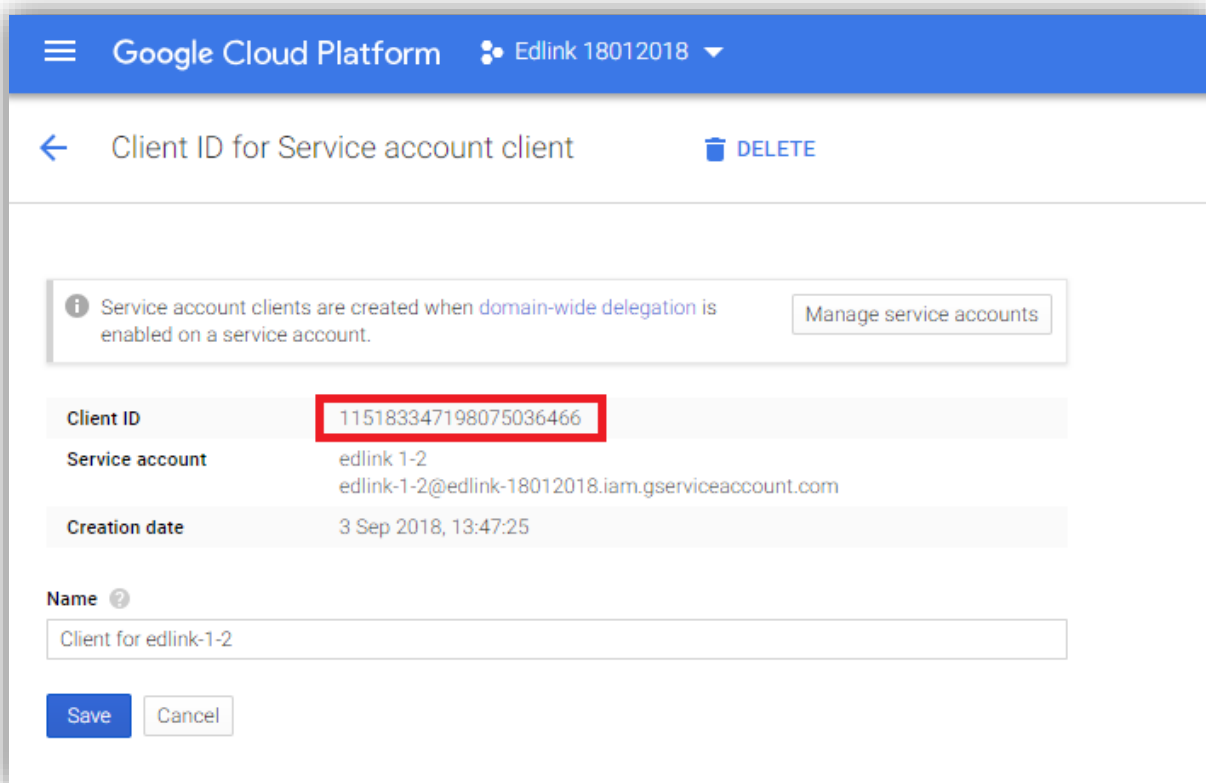 Google Cloud Platform Edlink 18012018
Client ID for Service account client DELETE
Service account clients are created when domain-wide delegation is
enabled on a service account.
Manage service accounts
Client ID 115183347198075036466
Service account edlink 1-2
edlink-1-2@edlink-18012018.iam.gserviceaccount.com
Creation date 3 Sep 2018, 13:47:25
Name ?
Client for edlink-1-2
Save Cancel